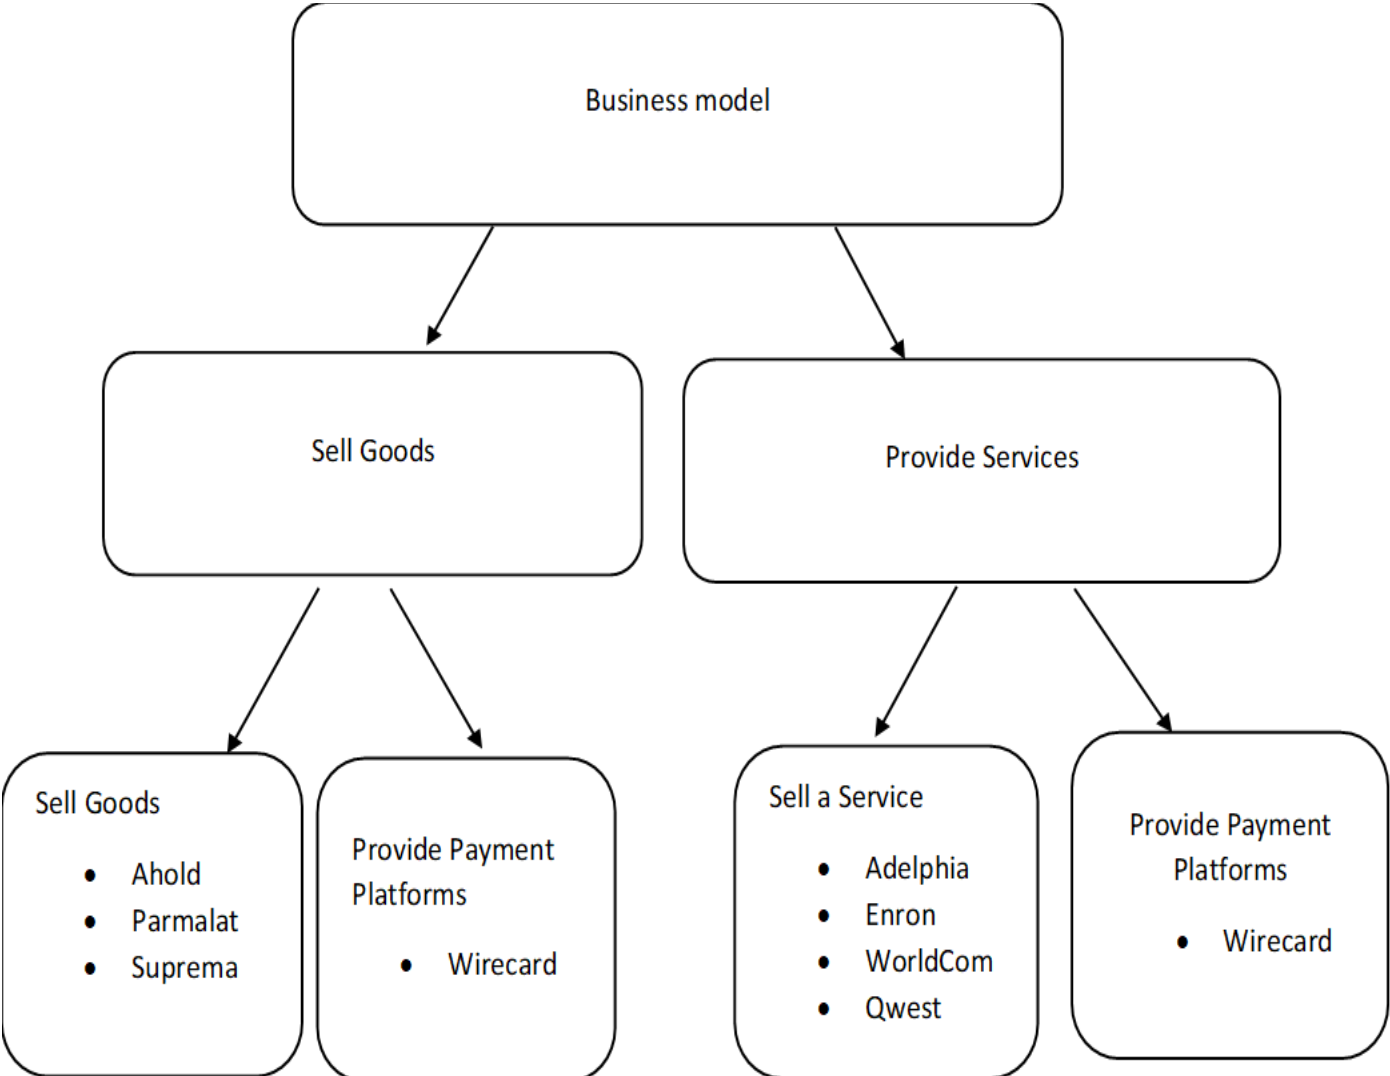 Business model
Sell Goods
Provide Services
Sell Goods
• Ahold
• Parmalat
• Suprema
Provide Payment
Platforms
• Wirecard
Sell a Service
• Adelphia
• Enron
• WorldCom
• Qwest
Provide Payment
Platforms
• Wirecard